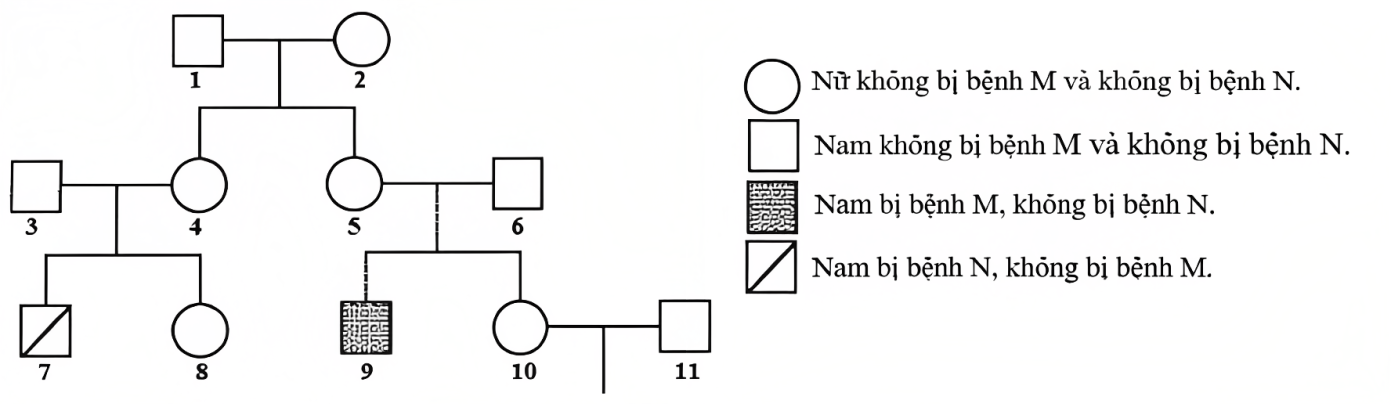 1
2
3
4
5
6
7
8
9
10
11
Nữ không bị bệnh M và không bị bệnh N.
Nam không bị bệnh M và không bị bệnh N.
Nam bị bệnh M, không bị bệnh N.
Nam bị bệnh N, không bị bệnh M.